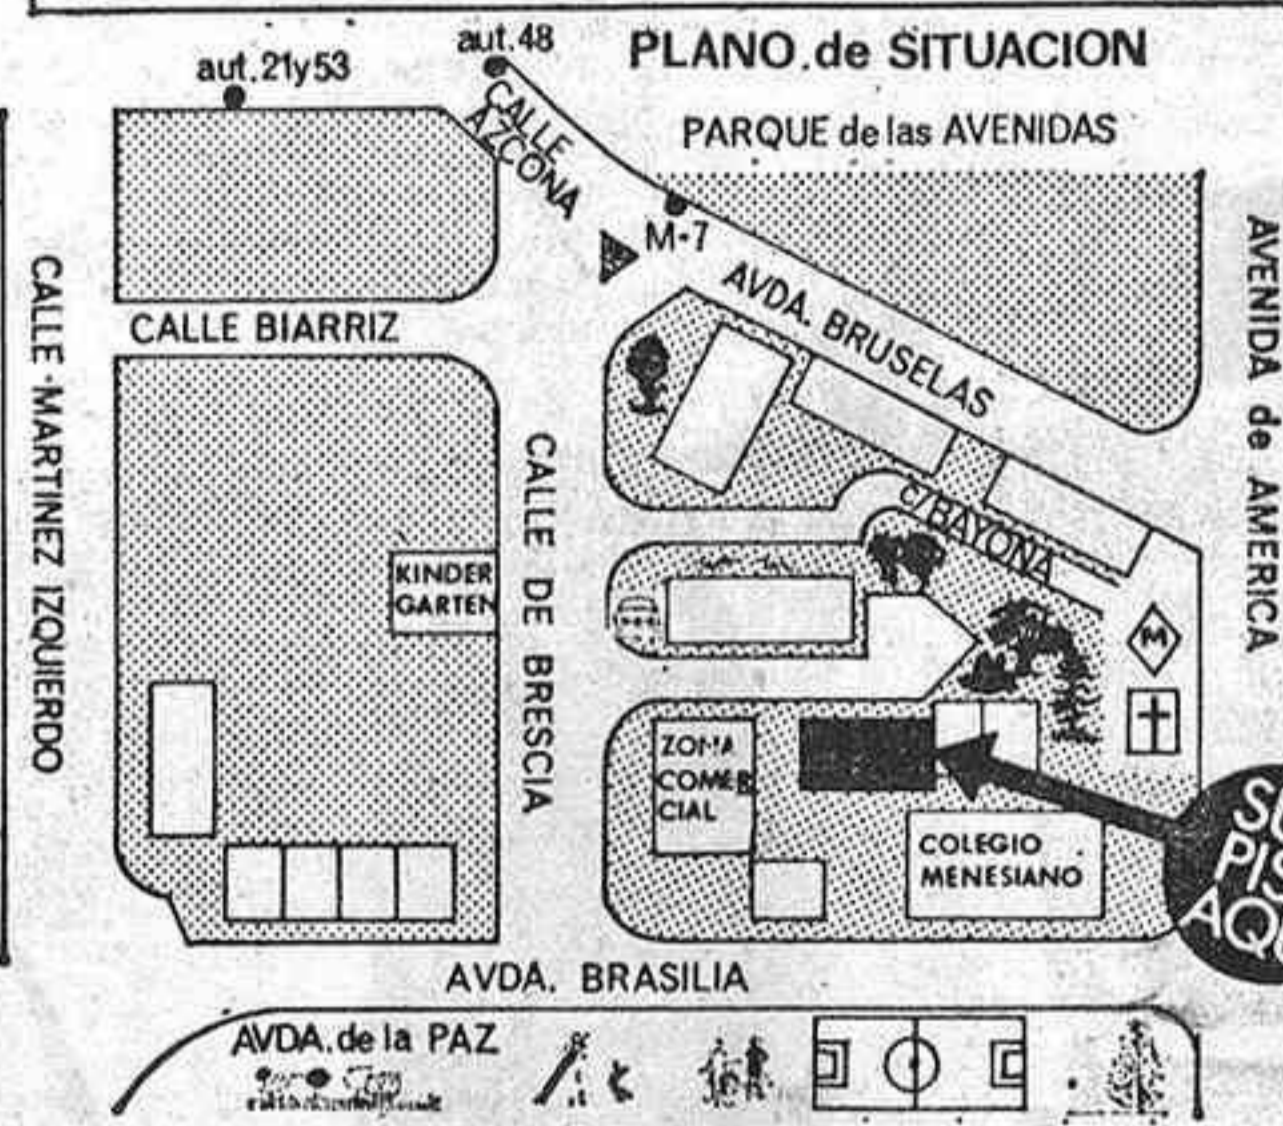 aut.21y53
aut.48
PLANO.de SITUACION
CALLE
AZCONA
PARQUE de las AVENIDAS
M-7
CALLE BIARRIZ
AVDA. BRUSELAS
AVENIDA de AMERICA
CALLE MARTINEZ IZQUIERDO
CALLE DE BRESCIA
c/BAYONA
KINDER
GARTEN
M
ZONA
COMER
CIAL
COLEGIO
MENESIANO
AVDA. BRASILIA
AVDA.de la PAZ